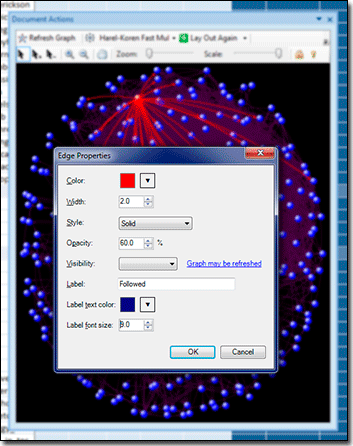 erickson
Document Actions
Refresh Graph Harel-Koren Fast Mul Lay Out Again
Zoom: Scale:
Edge Properties
Color:
Width: 2.0
Style: Solid
Opacity: 60.0 %
Visibility: Graph may be refreshed
Label: Followed
Label text color:
Label font size: 9.0
OK Cancel